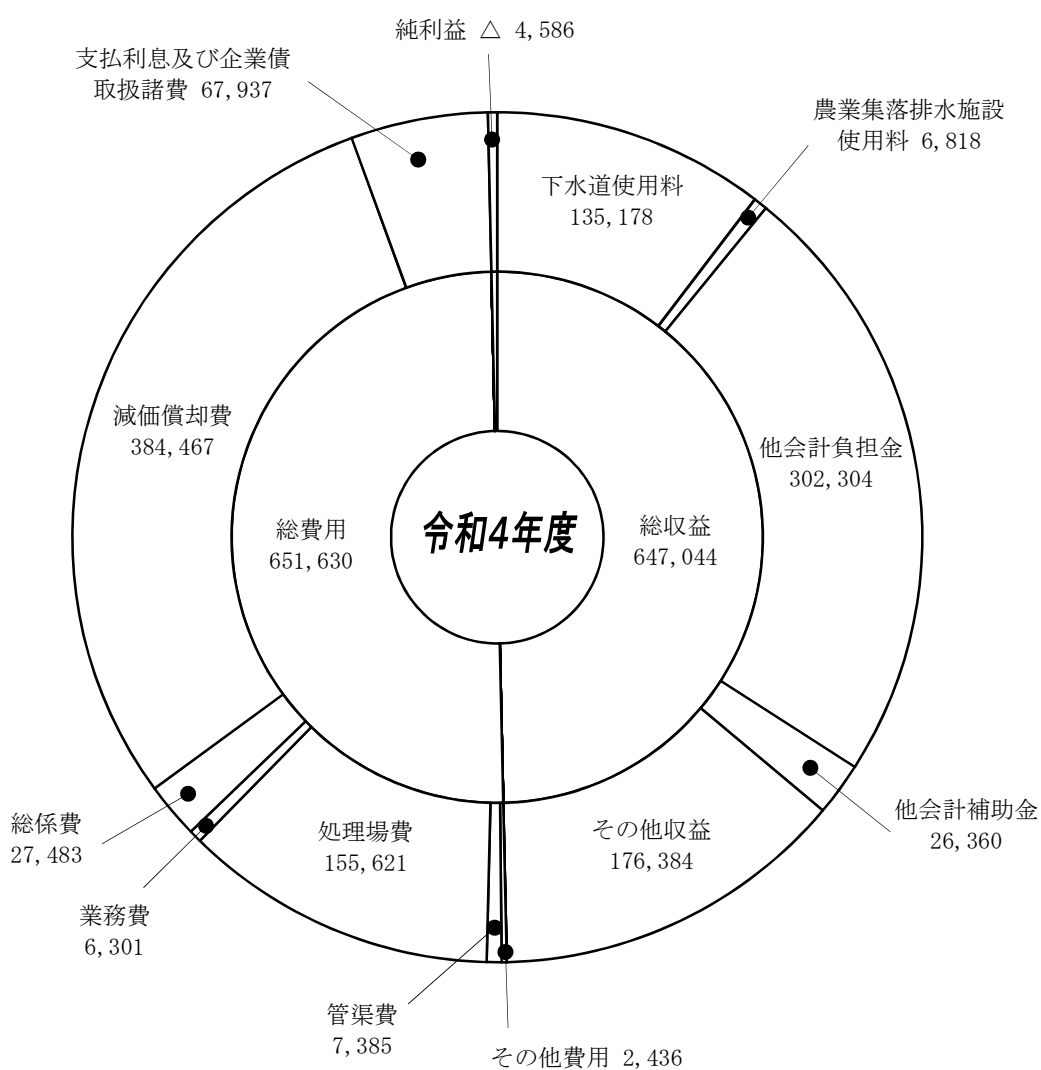 純利益 △ 4,586
支払利息及び企業債
取扱諸費 67,937
農業集落排水施設
使用料 6,818
下水道使用料
135,178
減価償却費
384,467
他会計負担金
302,304
総費用
651,630
令和4年度
総収益
647,044
総係費
27,483
業務費
6,301
処理場費
155,621
その他収益
176,384
他会計補助金
26,360
管渠費
7,385
その他費用 2,436